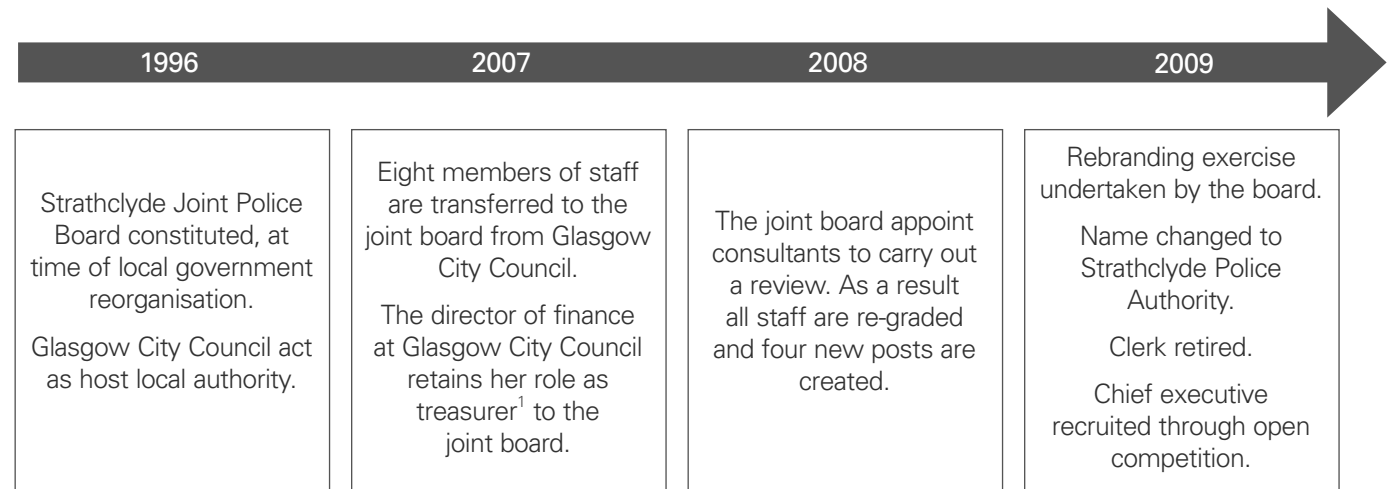 1996
2007
2008
2009
Strathclyde Joint Police
Board constituted, at
time of local government
reorganisation.
Glasgow City Council act
as host local authority.
Eight members of staff
are transferred to the
joint board from Glasgow
City Council.
The director of finance
at Glasgow City Council
retains her role as
treasurer¹ to the
joint board.
The joint board appoint
consultants to carry out
a review. As a result
all staff are re-graded
and four new posts are
created.
Rebranding exercise
undertaken by the board.
Name changed to
Strathclyde Police
Authority.
Clerk retired.
Chief executive
recruited through open
competition.